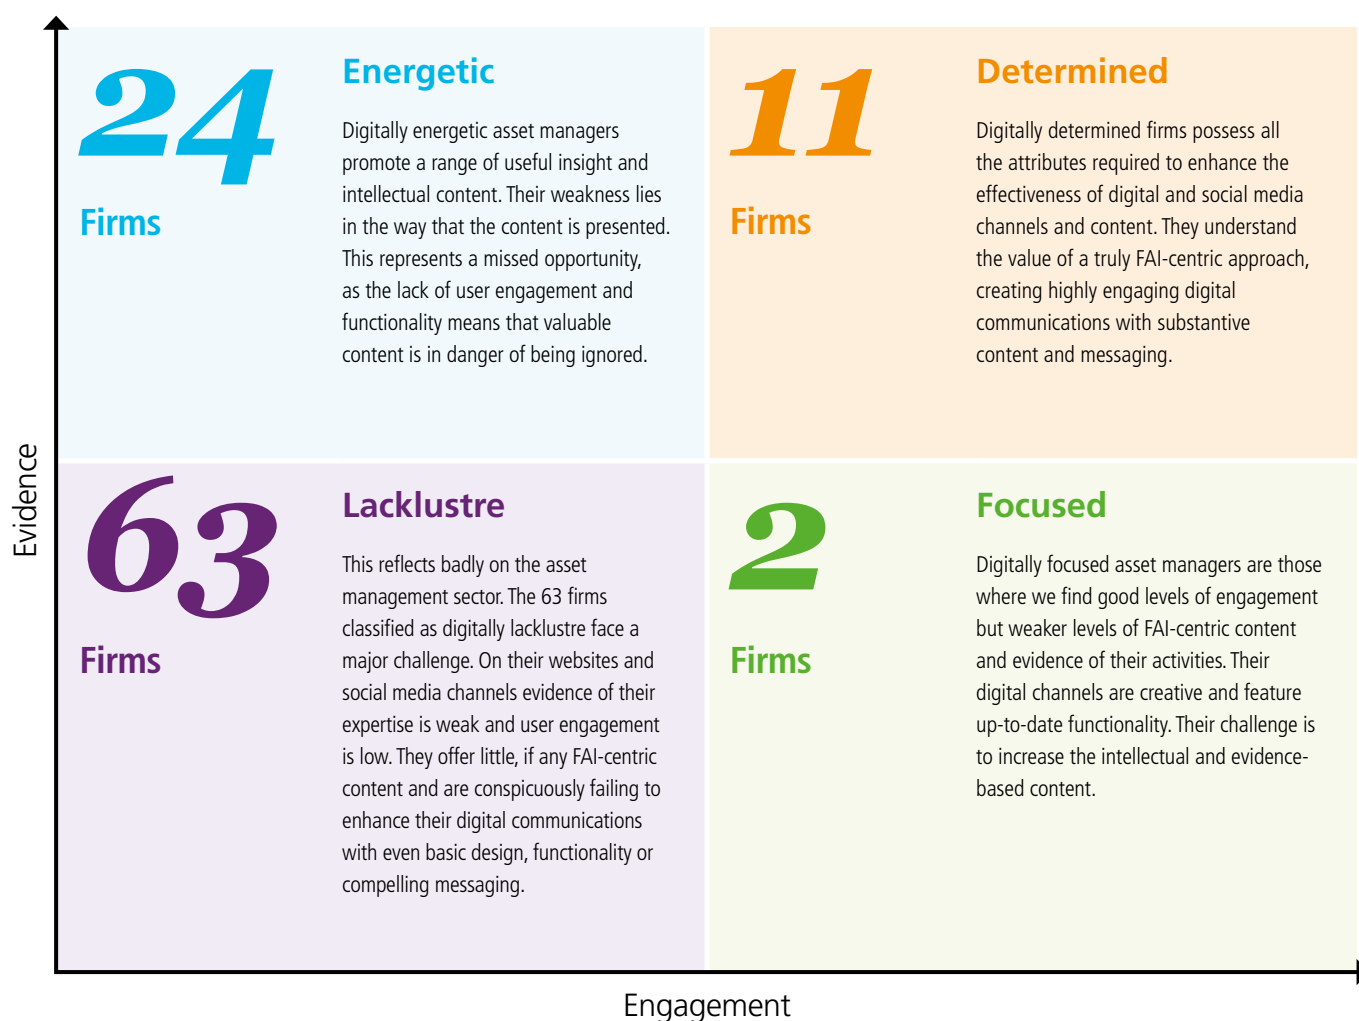 24
Firms
Energetic
Digitally energetic asset managers
promote a range of useful insight and
intellectual content. Their weakness lies
in the way that the content is presented.
This represents a missed opportunity,
as the lack of user engagement and
functionality means that valuable
content is in danger of being ignored.
11
Firms
Determined
Digitally determined firms possess all
the attributes required to enhance the
effectiveness of digital and social media
channels and content. They understand
the value of a truly FAI-centric approach,
creating highly engaging digital
communications with substantive
content and messaging.
Evidence
63
Firms
Lacklustre
This reflects badly on the asset
management sector. The 63 firms
classified as digitally lacklustre face a
major challenge. On their websites and
social media channels evidence of their
expertise is weak and user engagement
is low. They offer little, if any FAI-centric
content and are conspicuously failing to
enhance their digital communications
with even basic design, functionality or
compelling messaging.
2
Firms
Focused
Digitally focused asset managers are those
where we find good levels of engagement
but weaker levels of FAI-centric content
and evidence of their activities. Their
digital channels are creative and feature
up-to-date functionality. Their challenge is
to increase the intellectual and evidence-
based content.
Engagement